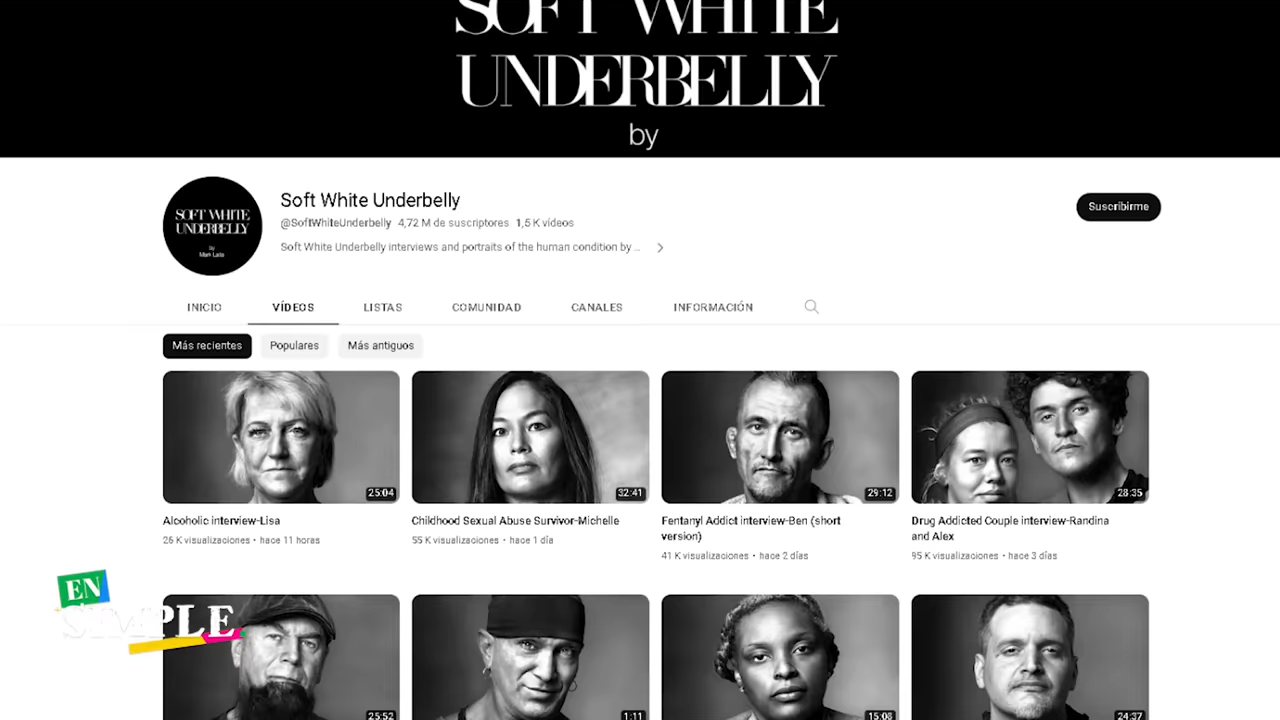 SOFT WHITE
UNDERBELLY
by
SOFT WHITE
UNDERBELLY
by
Mark Laita
Soft White Underbelly
@SoftWhiteUnderbelly 4,72 M de suscriptores 1,5 K vídeos
Soft White Underbelly interviews and portraits of the human condition by ...
Suscribirme
INICIO VÍDEOS LISTAS COMUNIDAD CANALES INFORMACIÓN
Más recientes Populares Más antiguos
25:04 32:41 29:12 28:35
Alcoholic interview-Lisa
26 K visualizaciones • hace 11 horas
Childhood Sexual Abuse Survivor-Michelle
55 K visualizaciones • hace 1 día
Fentanyl Addict interview-Ben (short
version)
41 K visualizaciones • hace 2 días
Drug Addicted Couple interview-Randina
and Alex
95 K visualizaciones • hace 3 días
EN
SIMPLE
25:52 1:11 15:08 24:37